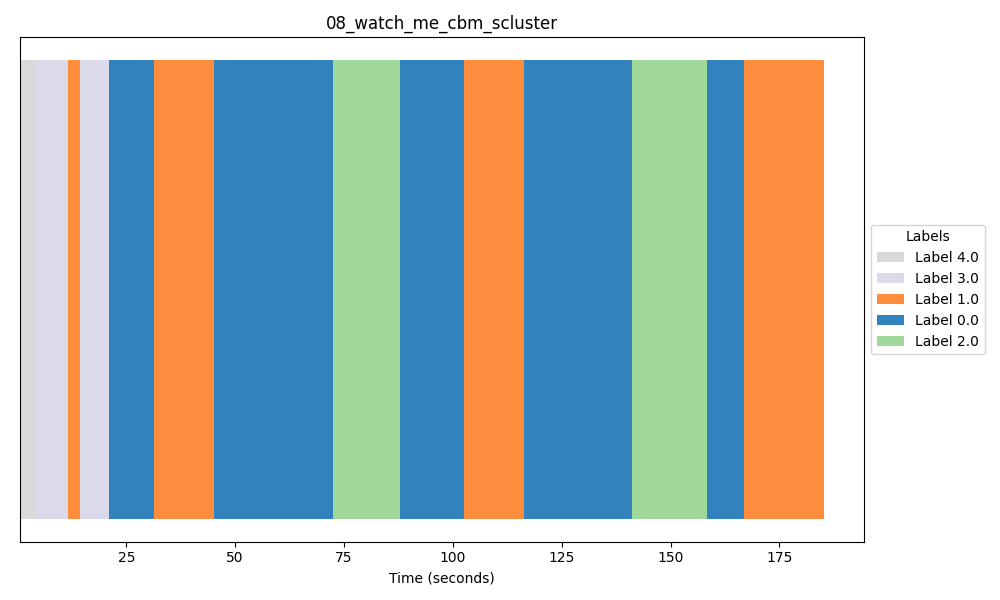 08_watch_me_cbm_scluster
Labels
Label 4.0
Label 3.0
Label 1.0
Label 0.0
Label 2.0
25 50 75 100 125 150 175
Time (seconds)